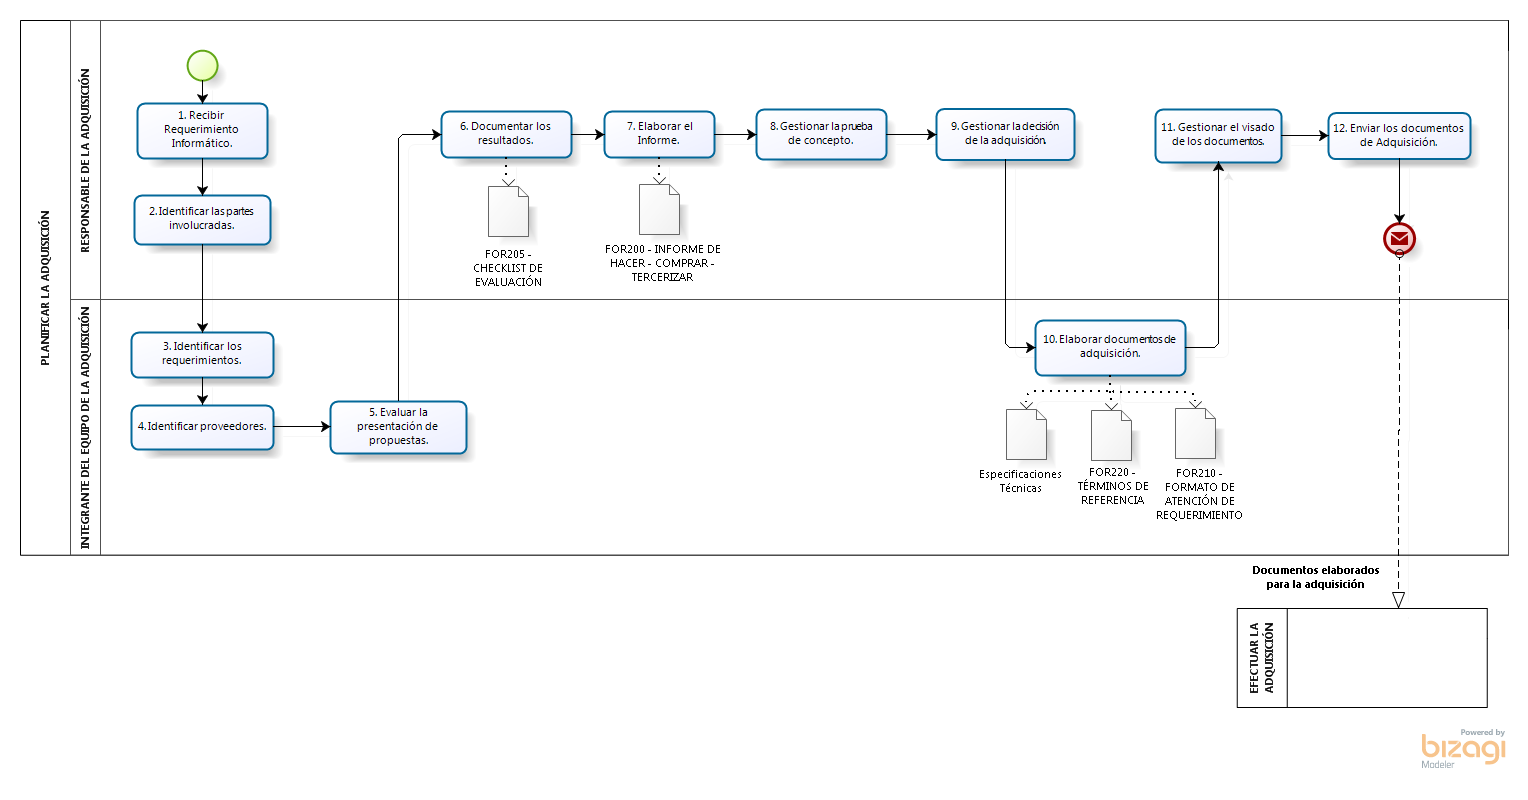 PLANIFICAR LA ADQUISICIÓN
RESPONSABLE DE LA ADQUISICIÓN
1. Recibir
Requerimiento
Informático.
2. Identificar las partes
involucradas.
6. Documentar los
resultados.
FOR205 -
CHECKLIST DE
EVALUACIÓN
7. Elaborar el
Informe.
FOR200 - INFORME DE
HACER - COMPRAR -
TERCERIZAR
8. Gestionar la prueba
de concepto.
9. Gestionar la decisión
de la adquisición.
11. Gestionar el visado
de los documentos.
12. Enviar los documentos
de Adquisición.
INTEGRANTE DEL EQUIPO DE LA ADQUISICIÓN
3. Identificar los
requerimientos.
4. Identificar proveedores.
5. Evaluar la
presentación de
propuestas.
10. Elaborar documentos de
adquisición.
Especificaciones
Técnicas
FOR220 -
TÉRMINOS DE
REFERENCIA
FOR210 -
FORMATO DE
ATENCIÓN DE
REQUERIMIENTO
Documentos elaborados
para la adquisición
EFECTUAR LA
ADQUISICIÓN
Powered by
bizagi
Modeler